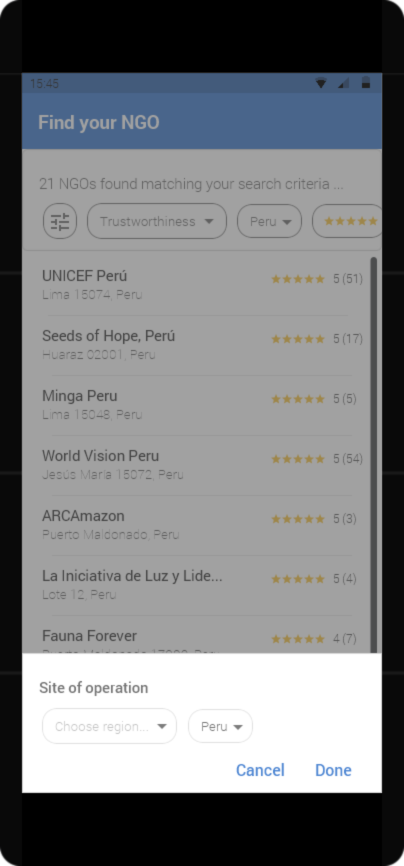 15:45
Find your NGO
21 NGOs found matching your search criteria ...
Trustworthiness Peru
UNICEF Perú 5 (51)
Lima 15074, Peru
Seeds of Hope, Perú 5 (17)
Huaraz 02001, Peru
Minga Peru 5 (5)
Lima 15048, Peru
World Vision Peru 5 (54)
Jesús María 15072, Peru
ARCAmazon 5 (3)
Puerto Maldonado, Peru
La Iniciativa de Luz y Lide... 5 (4)
Lote 12, Peru
Fauna Forever 4 (7)
Site of operation
Choose region... Peru
Cancel Done